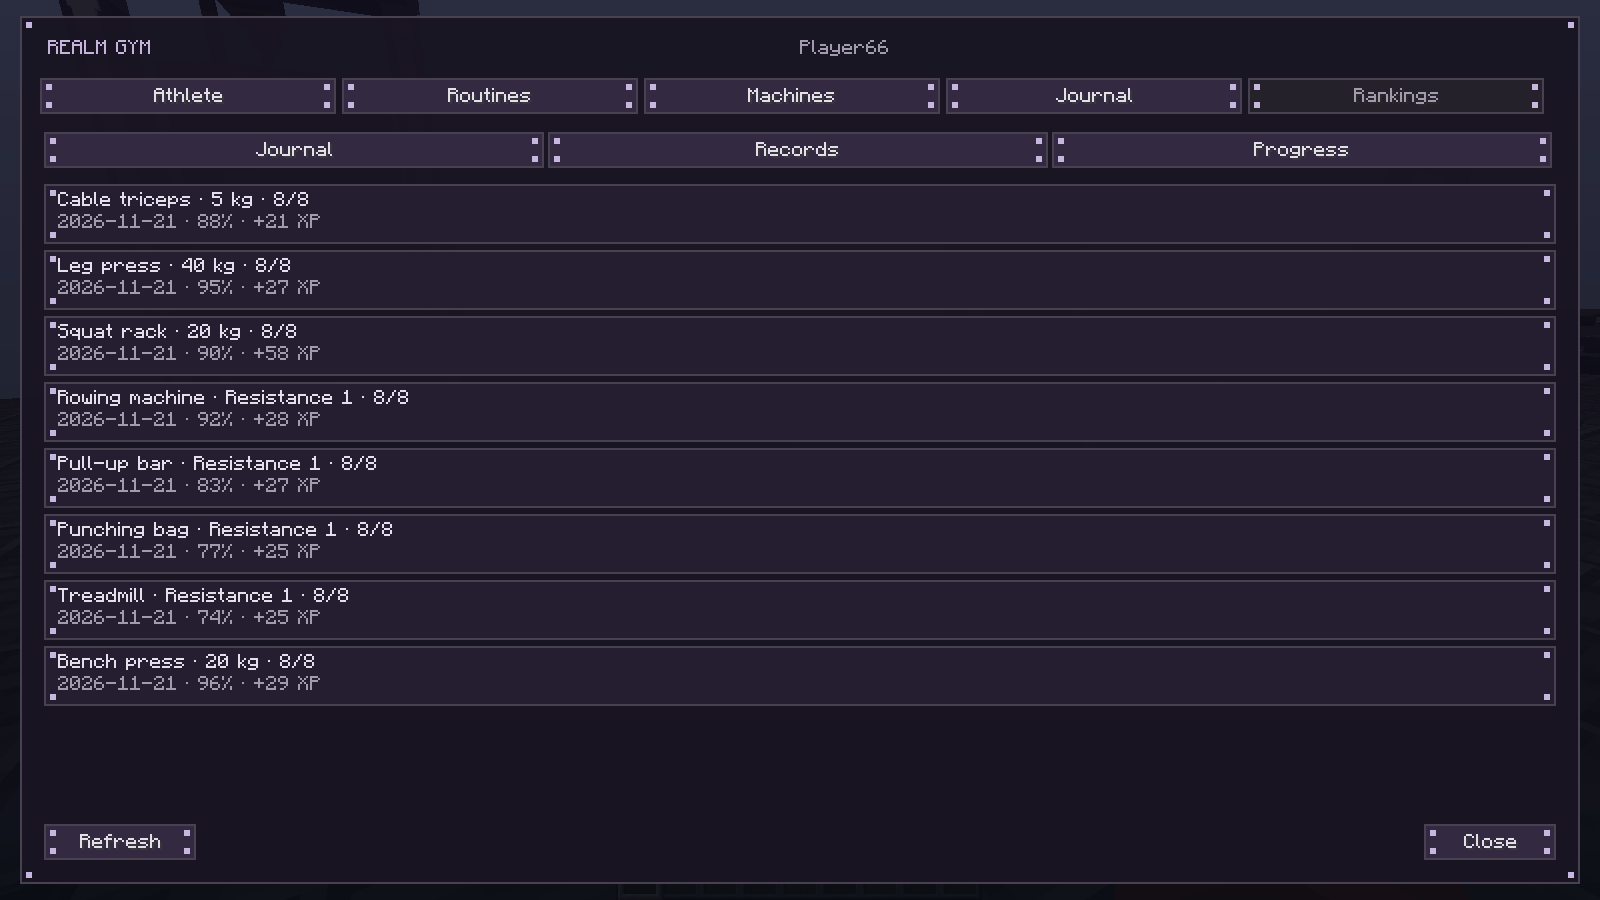 REALM GYM
Player66
Athlete
Routines
Machines
Journal
Rankings
Journal
Records
Progress
Cable triceps · 5 kg · 8/8
2026-11-21 · 88% · +21 XP
Leg press · 40 kg · 8/8
2026-11-21 · 95% · +27 XP
Squat rack · 20 kg · 8/8
2026-11-21 · 90% · +58 XP
Rowing machine · Resistance 1 · 8/8
2026-11-21 · 92% · +28 XP
Pull-up bar · Resistance 1 · 8/8
2026-11-21 · 83% · +27 XP
Punching bag · Resistance 1 · 8/8
2026-11-21 · 77% · +25 XP
Treadmill · Resistance 1 · 8/8
2026-11-21 · 74% · +25 XP
Bench press · 20 kg · 8/8
2026-11-21 · 96% · +29 XP
Refresh
Close